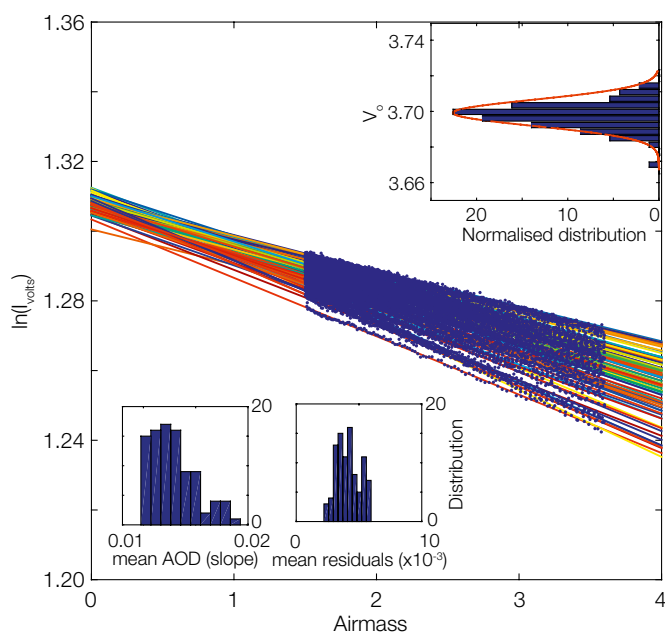 1.36
1.32
1.28
1.24
1.20
ln(I_volts)
0 1 2 3 4
Airmass
3.74
3.70
3.66
V_o
20 10 0
Normalised distribution
20
0
0.01 0.02
mean AOD (slope)
20
0
Distribution
0 10
mean residuals (x10⁻³)